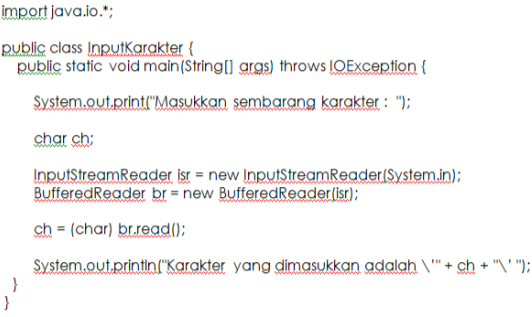 import java.io.*;
public class InputKarakter {
public static void main(String[] args) throws IOException {
System.out.print("Masukkan sembarang karakter : ");
char ch;
InputStreamReader isr = new InputStreamReader(System.in);
BufferedReader br = new BufferedReader(isr);
ch = (char) br.read();
System.out.println("Karakter yang dimasukkan adalah \'" + ch + "\' ");
}
}